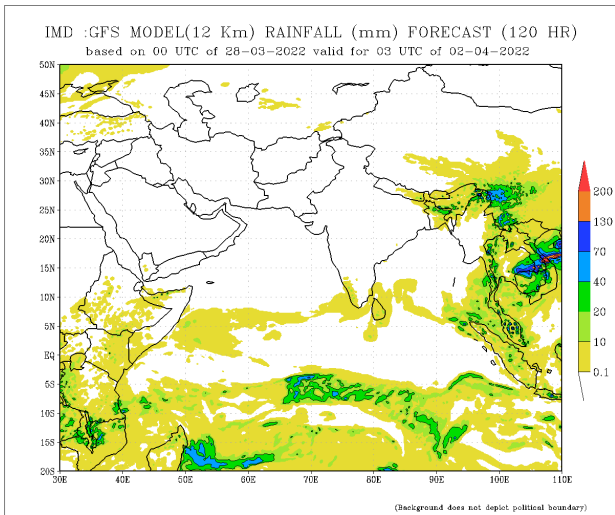 IMD :GFS MODEL(12 Km) RAINFALL (mm) FORECAST (120 HR)
based on 00 UTC of 28-03-2022 valid for 03 UTC of 02-04-2022
50N
45N
40N
35N
30N
25N
20N
15N
10N
5N
EQ
5S
10S
15S
20S
30E 40E 50E 60E 70E 80E 90E 100E 110E
200
130
70
40
20
10
0.1
(Background does not depict political boundary)